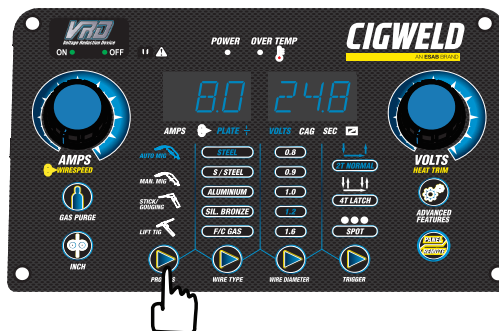 VRD
Voltage Reduction Device
ON OFF
POWER OVER TEMP
CIGWELD
AN ESAB BRAND
8.0 24.8
AMPS PLATE VOLTS CAG SEC
AMPS
WIRESPEED
GAS PURGE
INCH
AUTO MIG
MAN. MIG
STICK/
GOUGING
LIFT TIG
STEEL
S / STEEL
ALUMINIUM
SIL. BRONZE
F/C GAS
0.8
0.9
1.0
1.2
1.6
2T NORMAL
4T LATCH
SPOT
WIRE TYPE
WIRE DIAMETER
TRIGGER
VOLTS
HEAT TRIM
ADVANCED
FEATURES